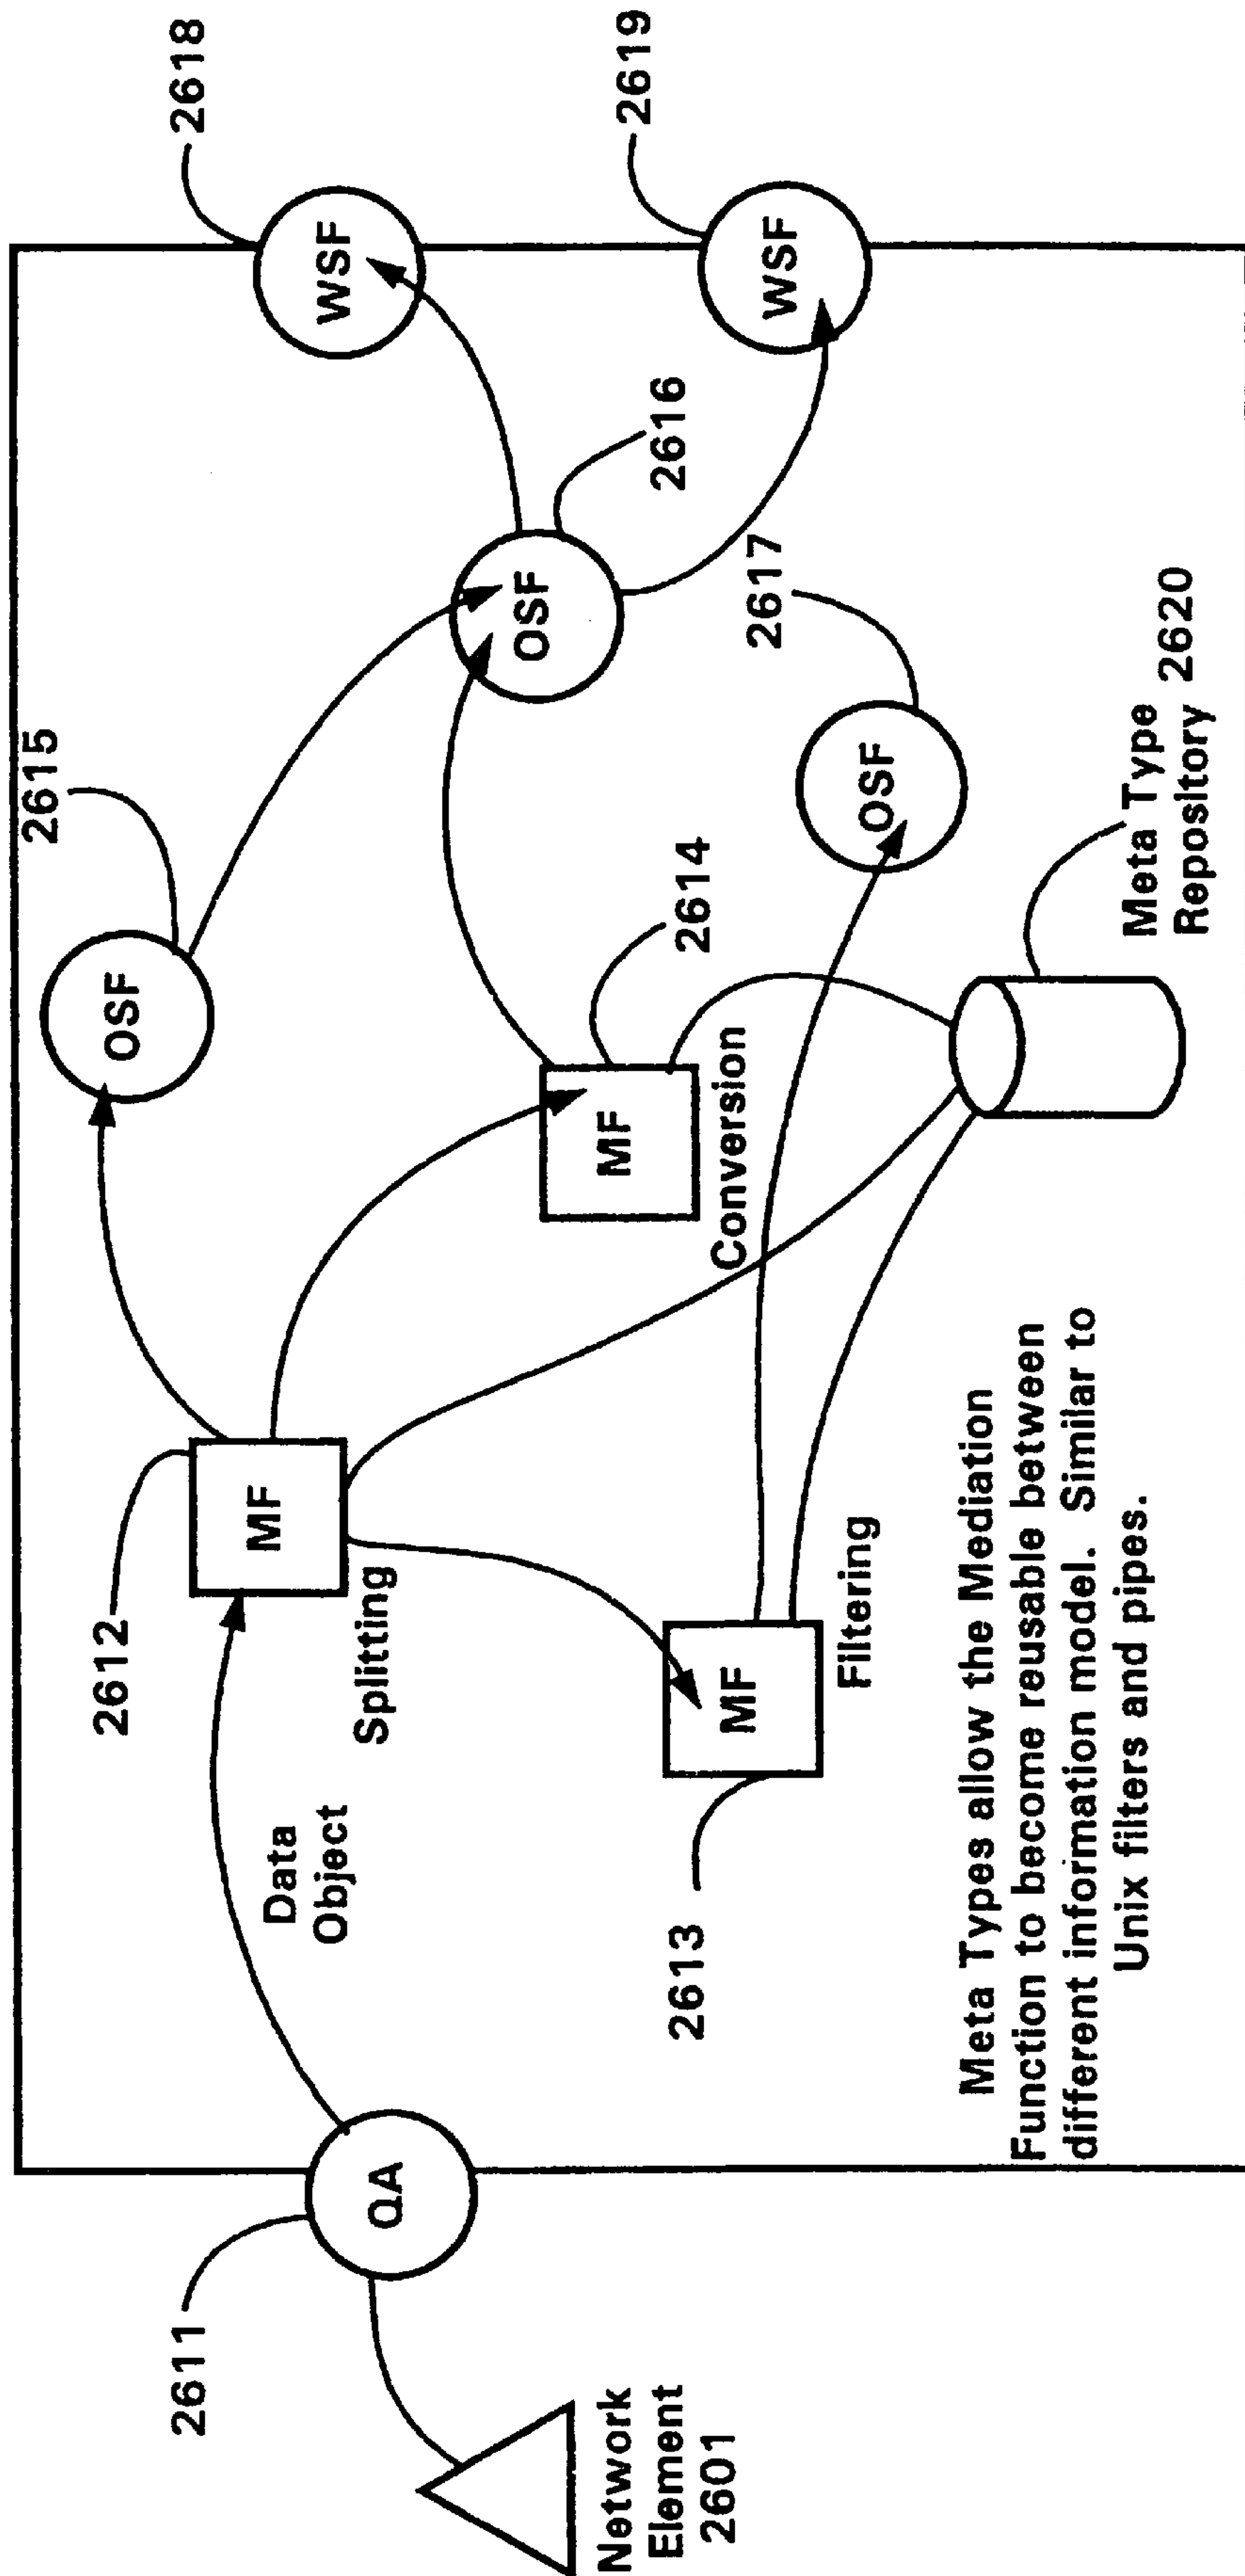 2611
QA
Network
Element
2601
Data
Object
2612
MF
Splitting
2613
MF
Filtering
2615
OSF
MF
2614
Conversion
OSF
2616
2617
OSF
WSF
2618
WSF
2619
Meta Type
Repository 2620
Meta Types allow the Mediation
Function to become reusable between
different information model. Similar to
Unix filters and pipes.